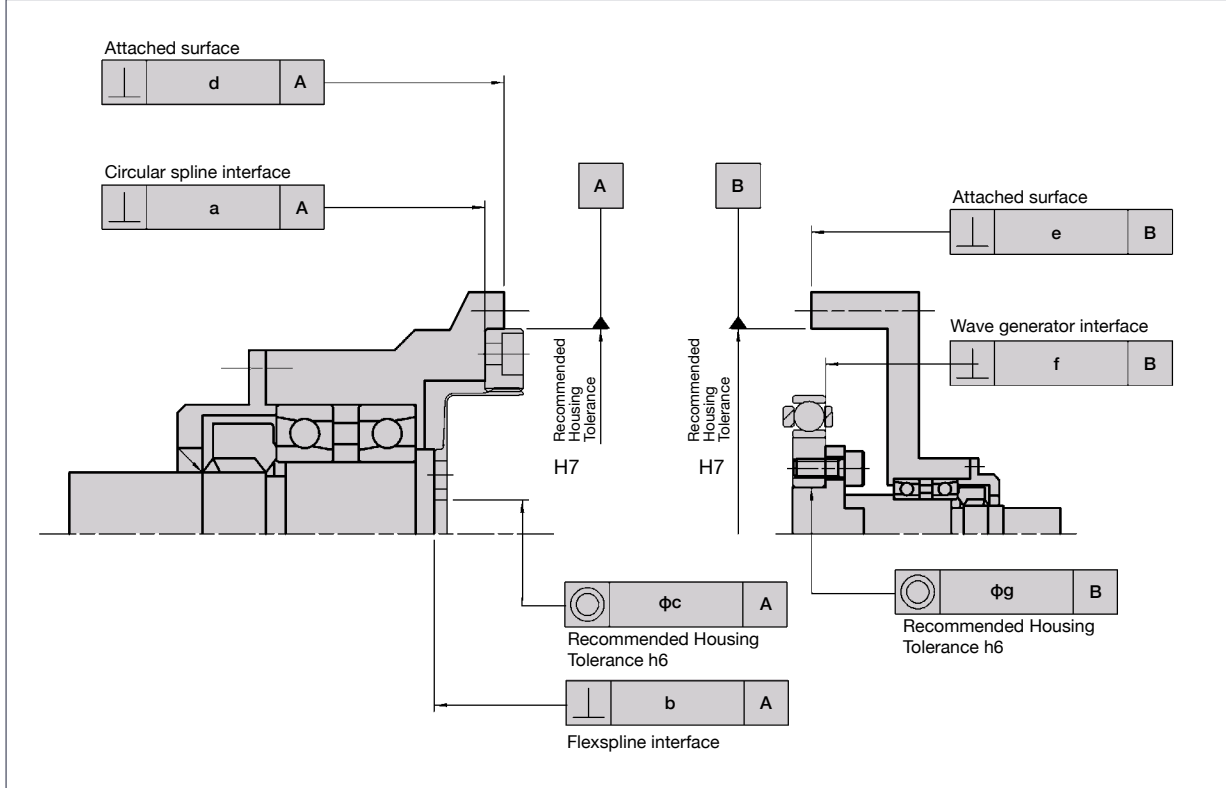 Attached surface
d A
Circular spline interface
a A
A
B
Attached surface
e B
Wave generator interface
f B
Recommended
Housing
Tolerance
H7
Recommended
Housing
Tolerance
H7
ϕc A
Recommended Housing
Tolerance h6
ϕg B
Recommended Housing
Tolerance h6
b A
Flexspline interface